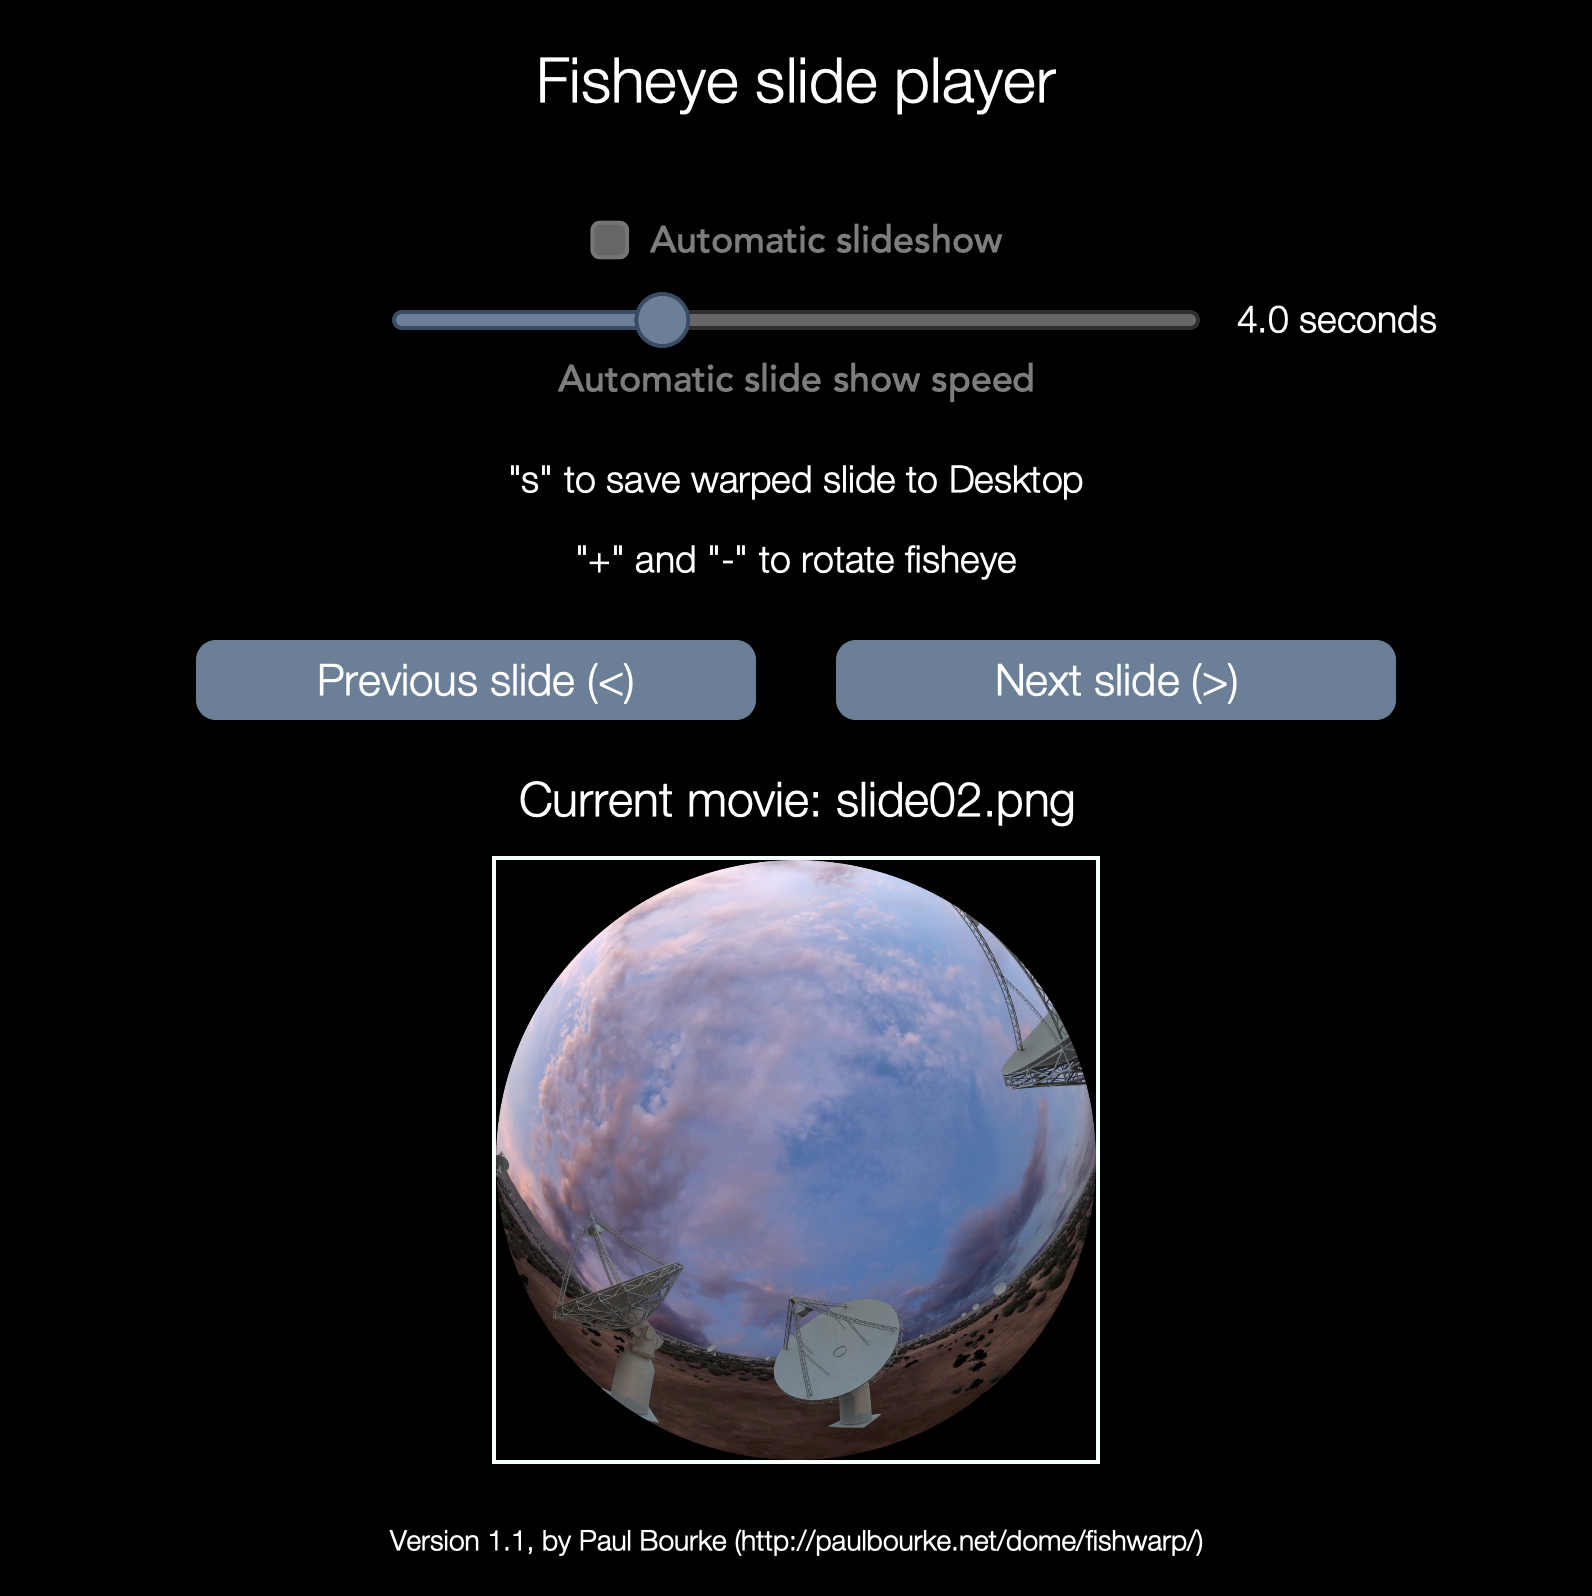 Fisheye slide player
Automatic slideshow
4.0 seconds
Automatic slide show speed
"s" to save warped slide to Desktop
"+" and "-" to rotate fisheye
Previous slide (<)
Next slide (>)
Current movie: slide02.png
Version 1.1, by Paul Bourke (http://paulbourke.net/dome/fishwarp/)